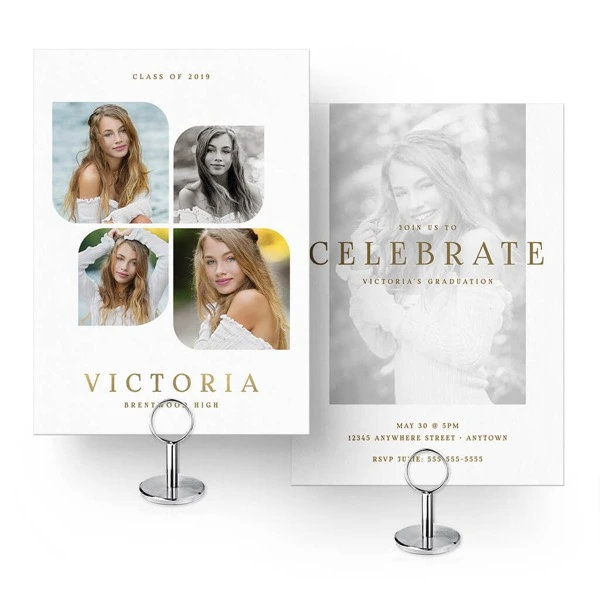 CLASS OF 2019
VICTORIA
BRENTWOOD HIGH
JOIN US TO
CELEBRATE
VICTORIA'S GRADUATION
MAY 30 @ 5PM
12345 ANYWHERE STREET • ANYTOWN
RSVP JULIE: 555-555-5555